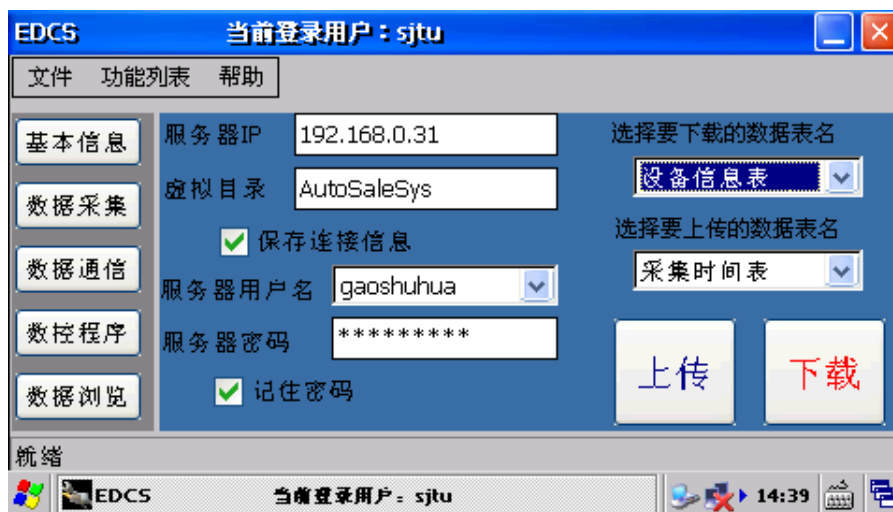 EDCS 当前登录用户：sjtu
文件 功能列表 帮助
基本信息
数据采集
数据通信
数控程序
数据浏览
服务器IP 192.168.0.31
虚拟目录 AutoSaleSys
保存连接信息
服务器用户名 gaoshuhua
服务器密码 *********
记住密码
选择要下载的数据表名
设备信息表
选择要上传的数据表名
采集时间表
上传 下载
就绪
EDCS 当前登录用户：sjtu 14:39